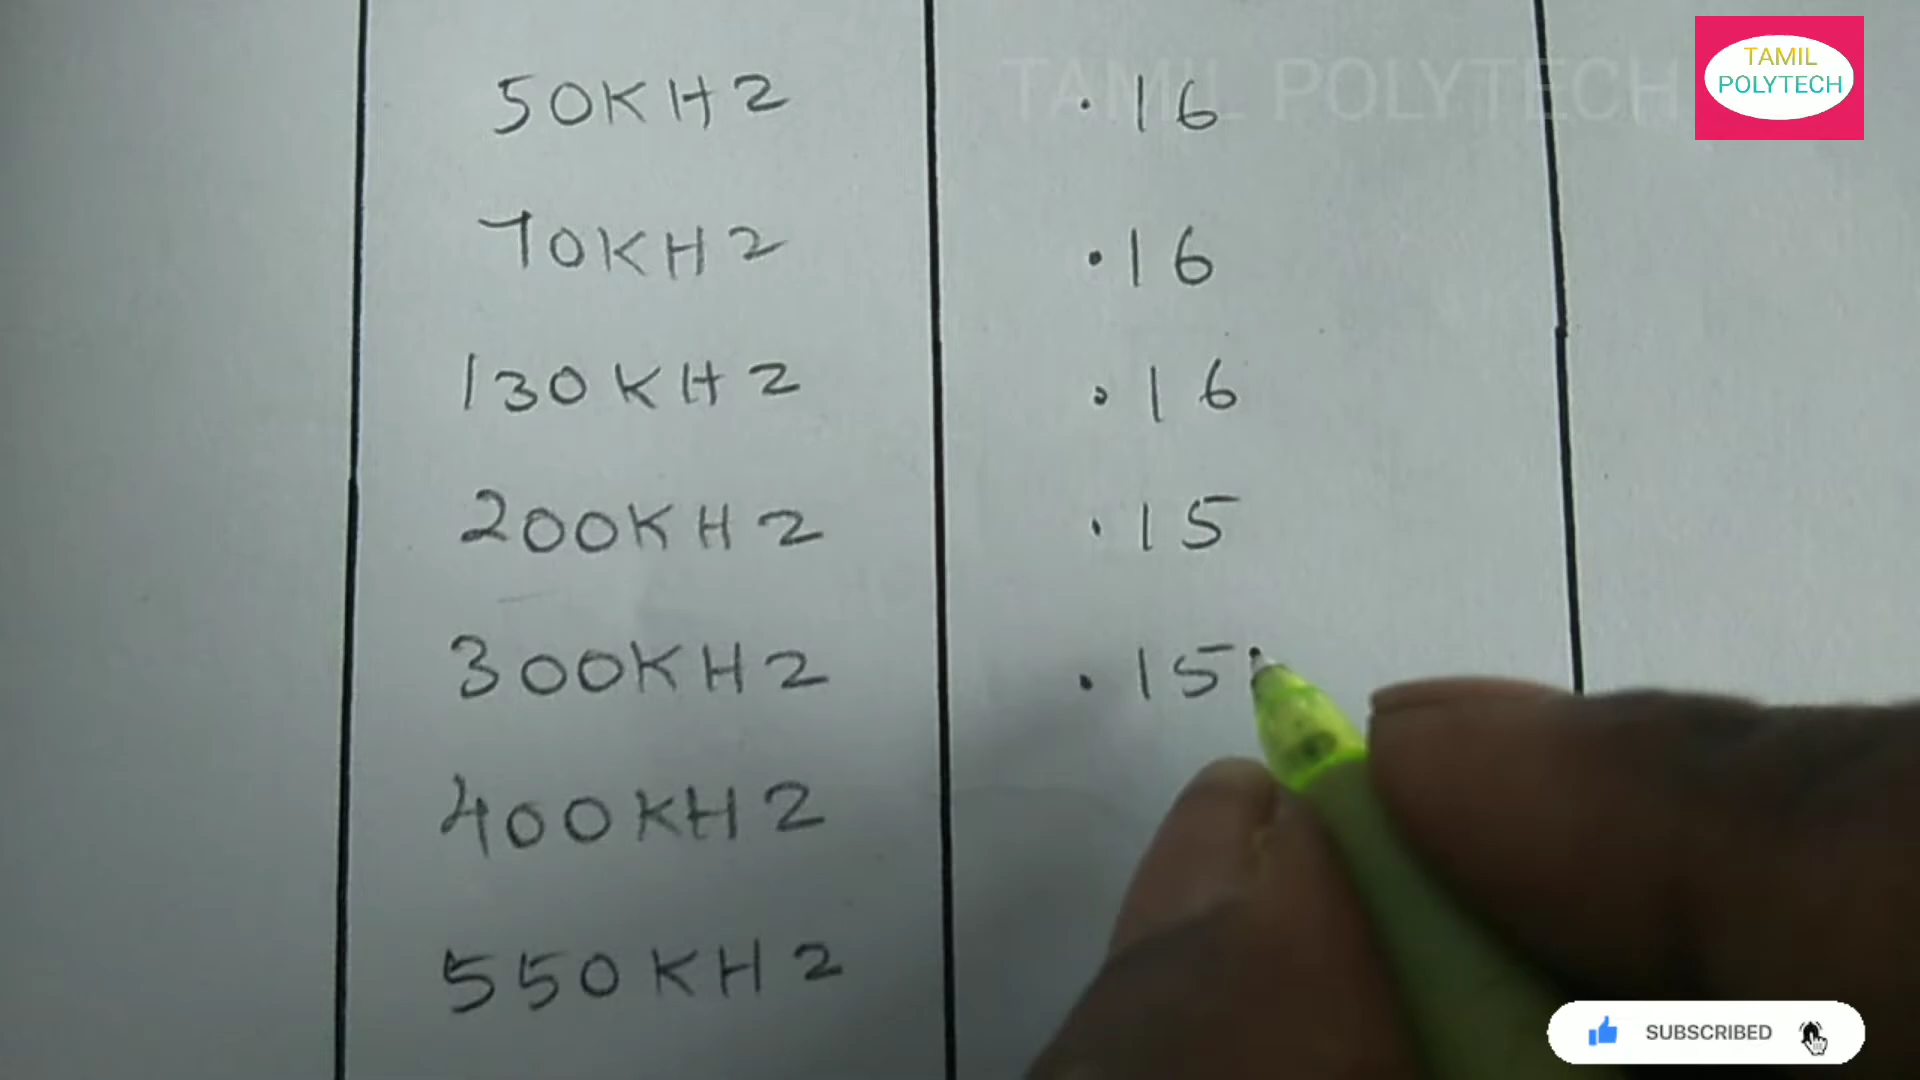 TAMIL POLYTECH
TAMIL
POLYTECH
50KHZ .16
70KHZ .16
130KHZ .16
200KHZ .15
300KHZ .15
400KHZ
550KHZ
SUBSCRIBED